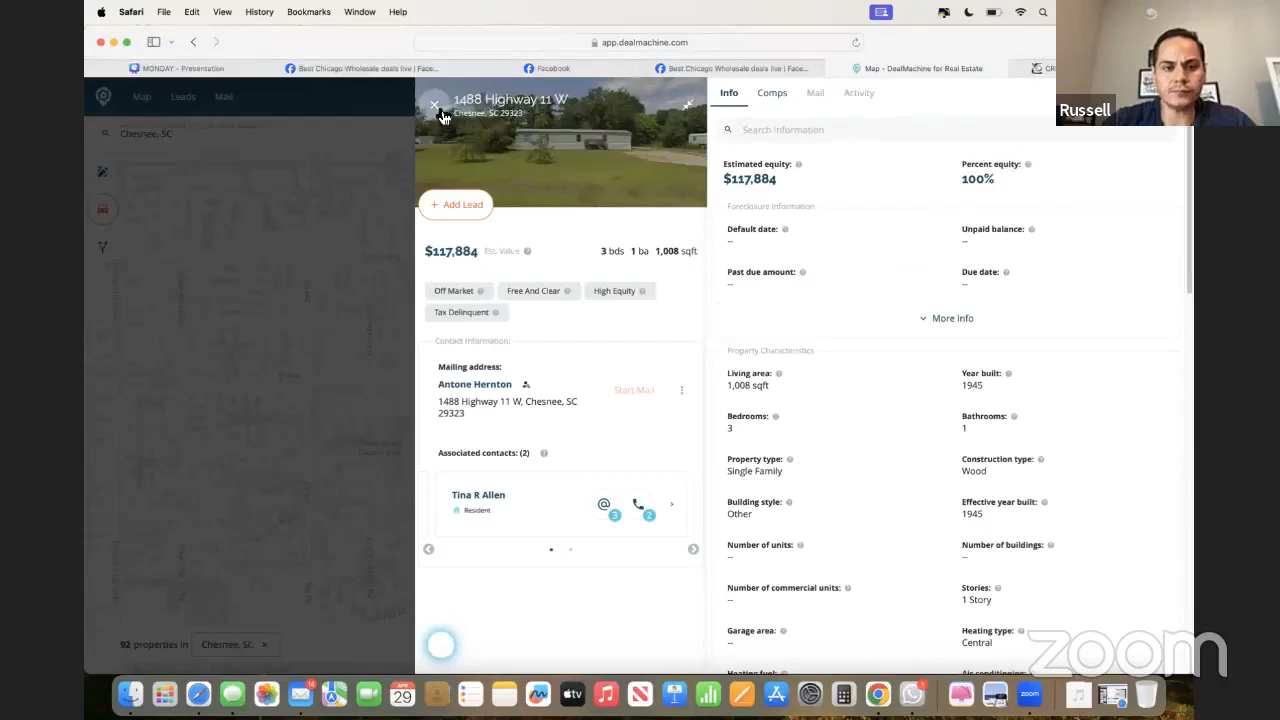 Safari File Edit View History Bookmarks Window Help
app.dealmachine.com
MONDAY - Presentation
Best Chicago Wholesale deals live | Face...
Facebook
Best Chicago Wholesale deals live | Face...
Map - DealMachine for Real Estate
Russell
Map Leads Mail
Chesnee, SC
1488 Highway 11 W
Chesnee, SC 29323
+ Add Lead
$117,884 Est. Value 3 bds 1 ba 1,008 sqft
Off Market Free And Clear High Equity
Tax Delinquent
Contact Information:
Mailing address:
Antone Hernton
1488 Highway 11 W, Chesnee, SC
29323
Start Mail
Associated contacts: (2)
Tina R Allen
Resident
3 2
92 properties in Chesnee, SC ×
Info Comps Mail Activity
Search Information
Estimated equity: Percent equity:
$117,884 100%
Foreclosure Information
Default date: Unpaid balance:
-- --
Past due amount: Due date:
-- --
More Info
Property Characteristics
Living area: Year built:
1,008 sqft 1945
Bedrooms: Bathrooms:
3 1
Property type: Construction type:
Single Family Wood
Building style: Effective year built:
Other 1945
Number of units: Number of buildings:
-- --
Number of commercial units: Stories:
-- 1 Story
Garage area: Heating type:
-- Central
zoom
14
APR
29
tv
zoom
1